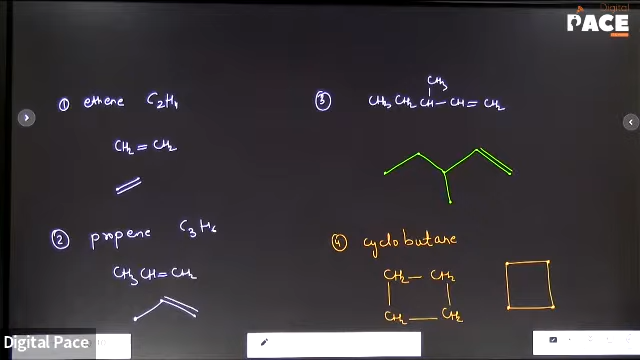 Digital
PACE
① ethene C₂H₄
CH₂ = CH₂
② propene C₃H₆
CH₃ CH = CH₂
③ CH₃ CH₂ CH — CH = CH₂
CH₃
④ cyclobutane
CH₂ — CH₂
CH₂ — CH₂
Digital Pace